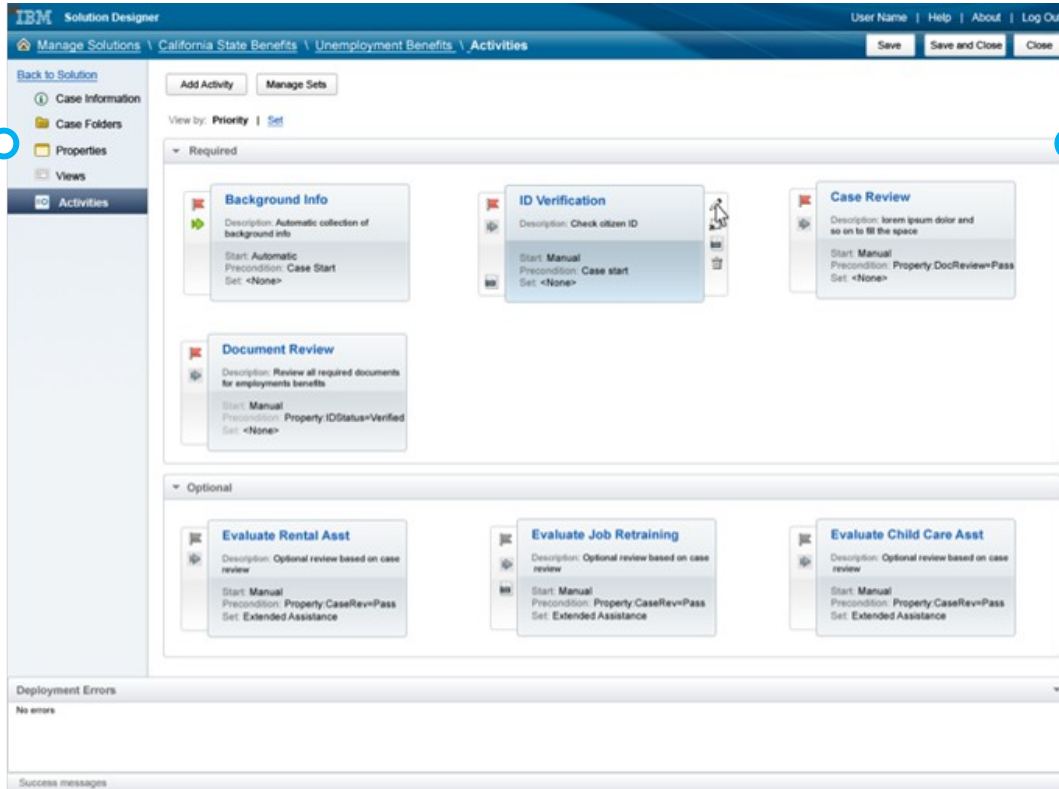 IBM Solution Designer
User Name | Help | About | Log Ou
Manage Solutions \ California State Benefits \ Unemployment Benefits \ Activities
Save Save and Close Close
Back to Solution
Case Information
Case Folders
Properties
Views
Activities
Add Activity Manage Sets
View by: Priority | Set
Required
Background Info
Description: Automatic collection of
background info
Start: Automatic
Precondition: Case Start
Set: <None>
ID Verification
Description: Check citizen ID
Start: Manual
Precondition: Case start
Set: <None>
Case Review
Description: lorem ipsum dolor and
so on to fill the space
Start: Manual
Precondition: Property:DocReview=Pass
Set: <None>
Document Review
Description: Review all required documents
for employments benefits
Start: Manual
Precondition: Property:IDStatus=Verified
Set: <None>
Optional
Evaluate Rental Asst
Description: Optional review based on case
review
Start: Manual
Precondition: Property:CaseRev=Pass
Set: Extended Assistance
Evaluate Job Retraining
Description: Optional review based on case
review
Start: Manual
Precondition: Property:CaseRev=Pass
Set: Extended Assistance
Evaluate Child Care Asst
Description: Optional review based on case
review
Start: Manual
Precondition: Property:CaseRev=Pass
Set: Extended Assistance
Deployment Errors
No errors
Success messages